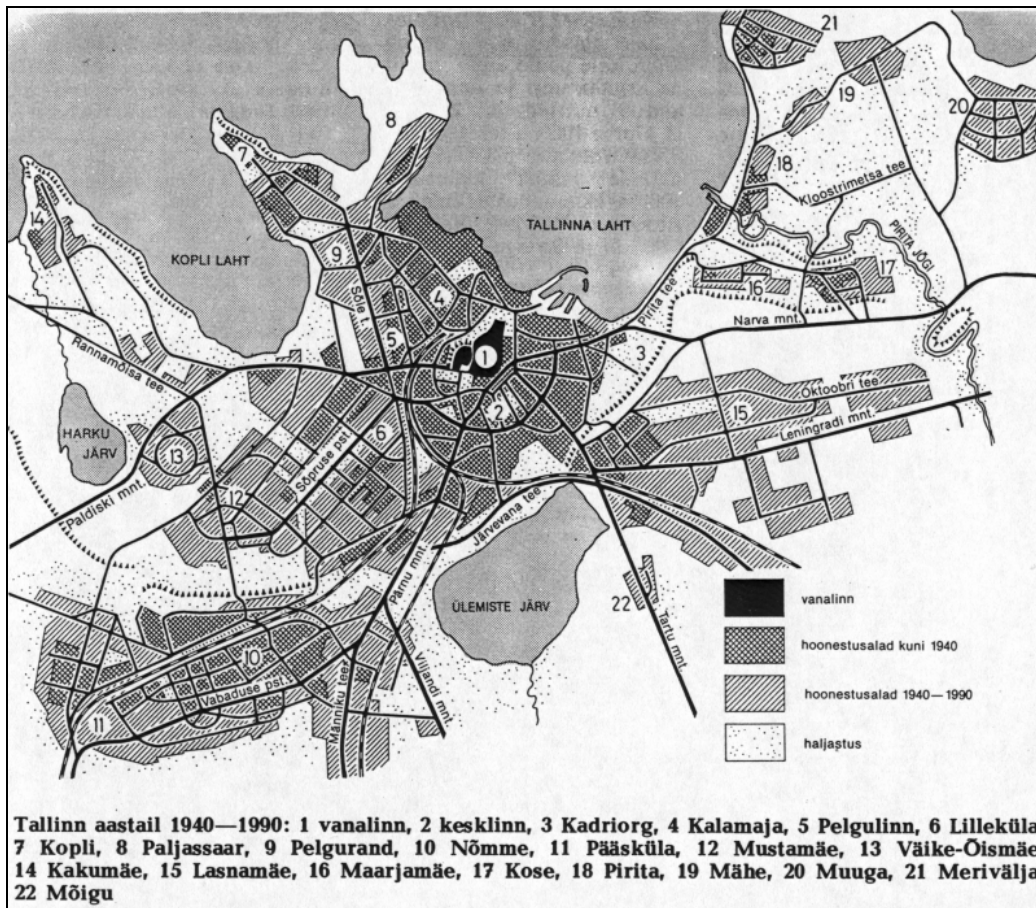 21
8
19
20
7
18
Kloostrimetsa tee
14
TALLINNA LAHT
PIRITA JÕGI
KOPLI LAHT
9
17
4
16
Sõle t.
Pirita tee
Narva mnt.
5
1
3
Rannamõisa tee
Oktoobri tee
2
15
6
Leningradi mnt.
HARKU
JÄRV
13
Sõpruse pst.
12
Paldiski mnt.
Järvevana tee
Pärnu mnt.
ÜLEMISTE JÄRV
22
Tartu mnt.
vanalinn
hoonestusalad kuni 1940
10
Viljandi mnt.
Vabaduse pst.
Männiku tee
hoonestusalad 1940—1990
11
haljastus
Tallinn aastail 1940—1990: 1 vanalinn, 2 kesklinn, 3 Kadriorg, 4 Kalamaja, 5 Pelgulinn, 6 Lilleküla
7 Kopli, 8 Paljassaar, 9 Pelgurand, 10 Nõmme, 11 Pääsküla, 12 Mustamäe, 13 Väike-Õismäe
14 Kakumäe, 15 Lasnamäe, 16 Maarjamäe, 17 Kose, 18 Pirita, 19 Mähe, 20 Muuga, 21 Merivälja
22 Mõigu